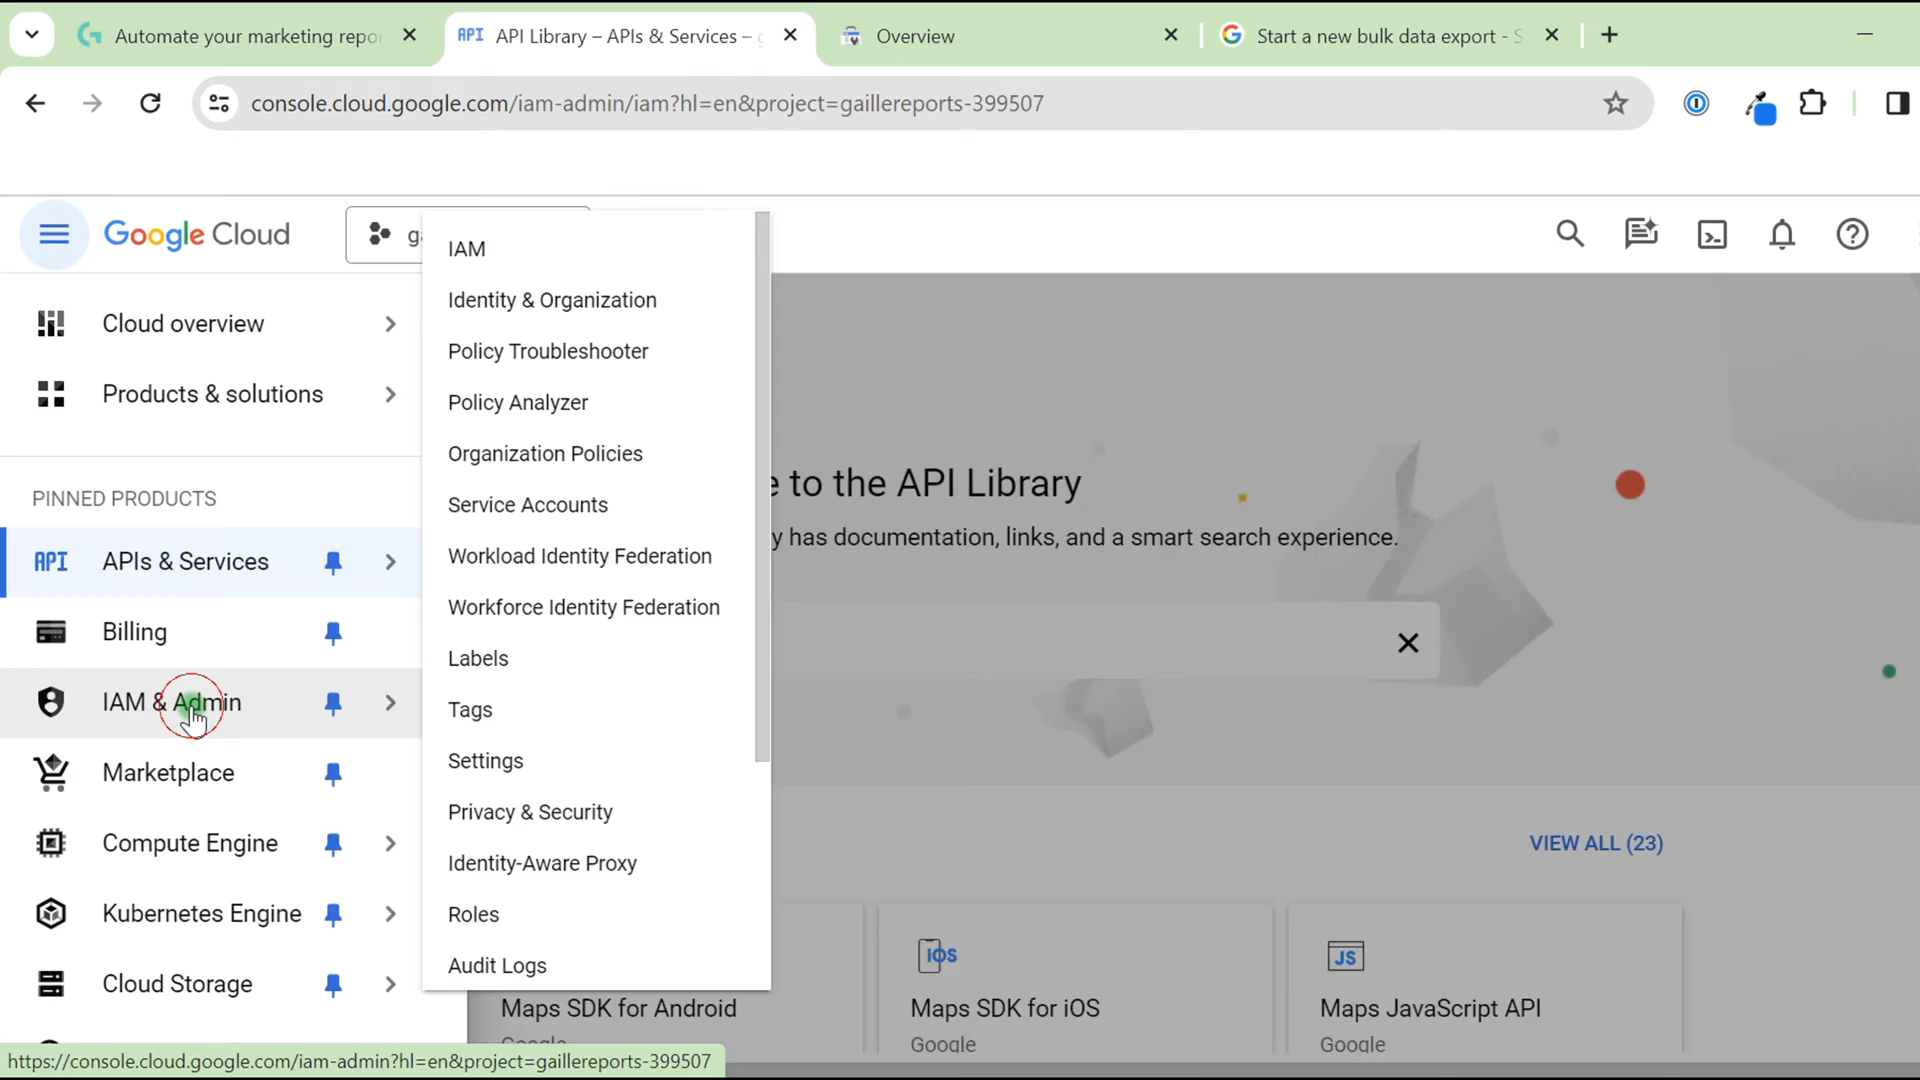 Automate your marketing repo
API Library – APIs & Services –
Overview
Start a new bulk data export - S
console.cloud.google.com/iam-admin/iam?hl=en&project=gaillereports-399507
Google Cloud
ga
Cloud overview
Products & solutions
PINNED PRODUCTS
API APIs & Services
Billing
IAM & Admin
Marketplace
Compute Engine
Kubernetes Engine
Cloud Storage
IAM
Identity & Organization
Policy Troubleshooter
Policy Analyzer
Organization Policies
Service Accounts
Workload Identity Federation
Workforce Identity Federation
Labels
Tags
Settings
Privacy & Security
Identity-Aware Proxy
Roles
Audit Logs
e to the API Library
y has documentation, links, and a smart search experience.
VIEW ALL (23)
Maps SDK for Android
Google
iOS
Maps SDK for iOS
Google
JS
Maps JavaScript API
Google
https://console.cloud.google.com/iam-admin?hl=en&project=gaillereports-399507